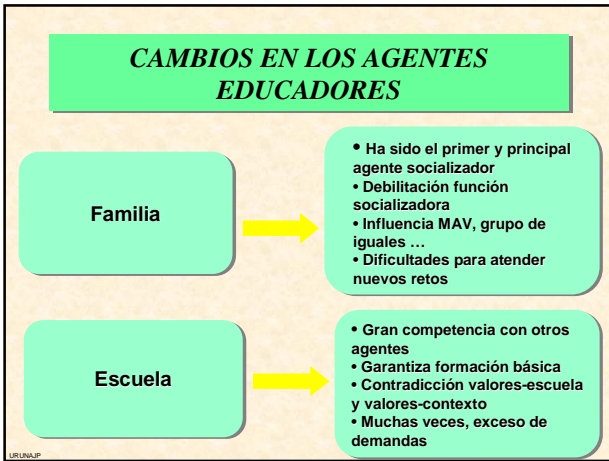 CAMBIOS EN LOS AGENTES
EDUCADORES
Familia
• Ha sido el primer y principal
agente socializador
• Debilitación función
socializadora
• Influencia MAV, grupo de
iguales ...
• Dificultades para atender
nuevos retos
Escuela
• Gran competencia con otros
agentes
• Garantiza formación básica
• Contradicción valores-escuela
y valores-contexto
• Muchas veces, exceso de
demandas
URUNAJP